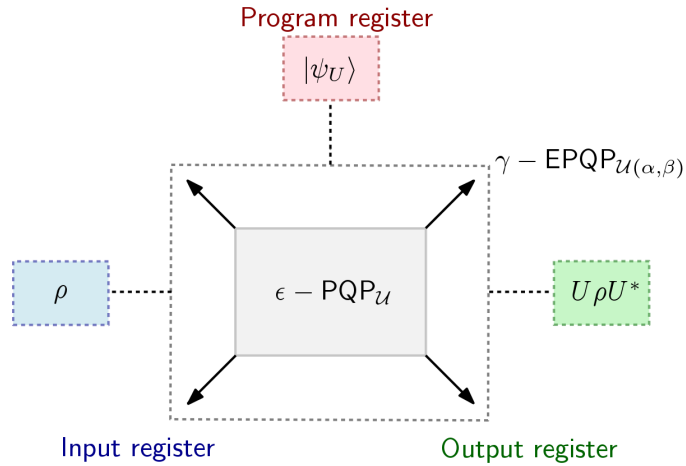 Program register
|ψ_U⟩
γ − EPQP_{𝒰(α,β)}
ρ
ϵ − PQP_𝒰
UρU*
Input register
Output register